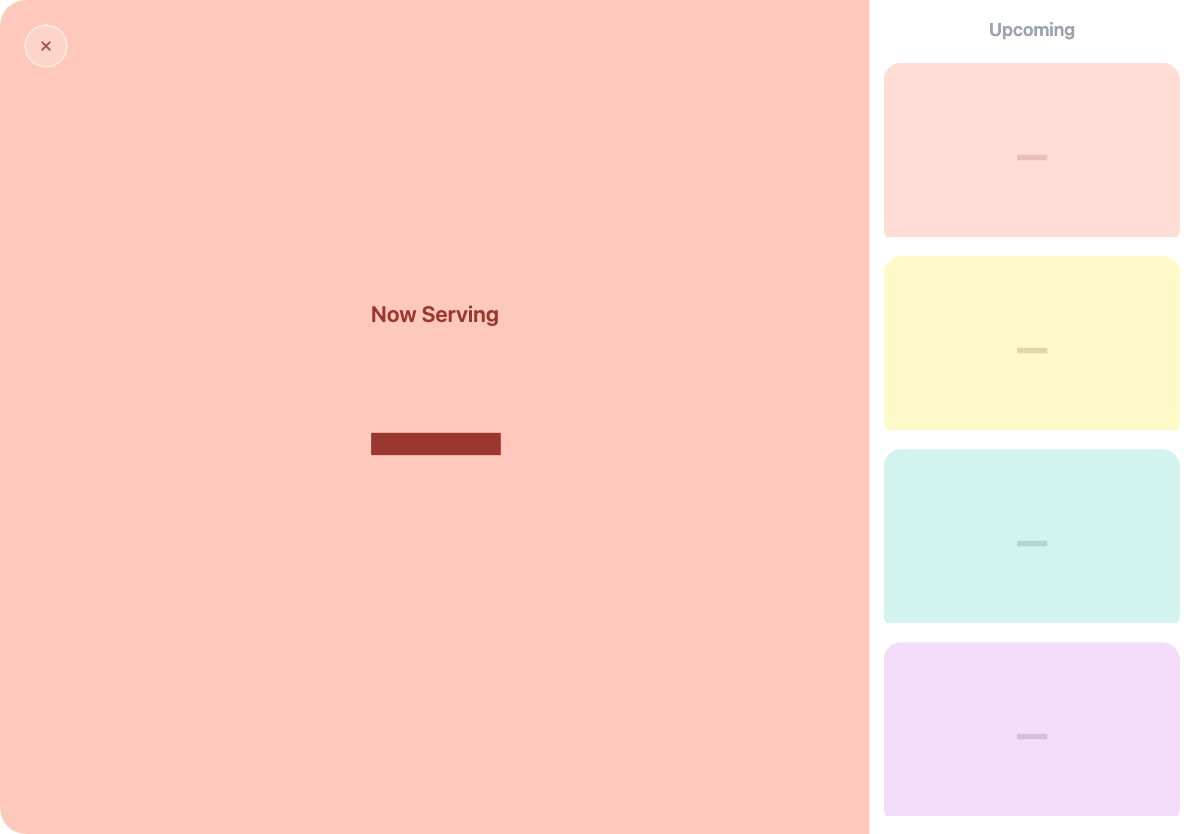 Upcoming
Now Serving
—
—
—
—
—